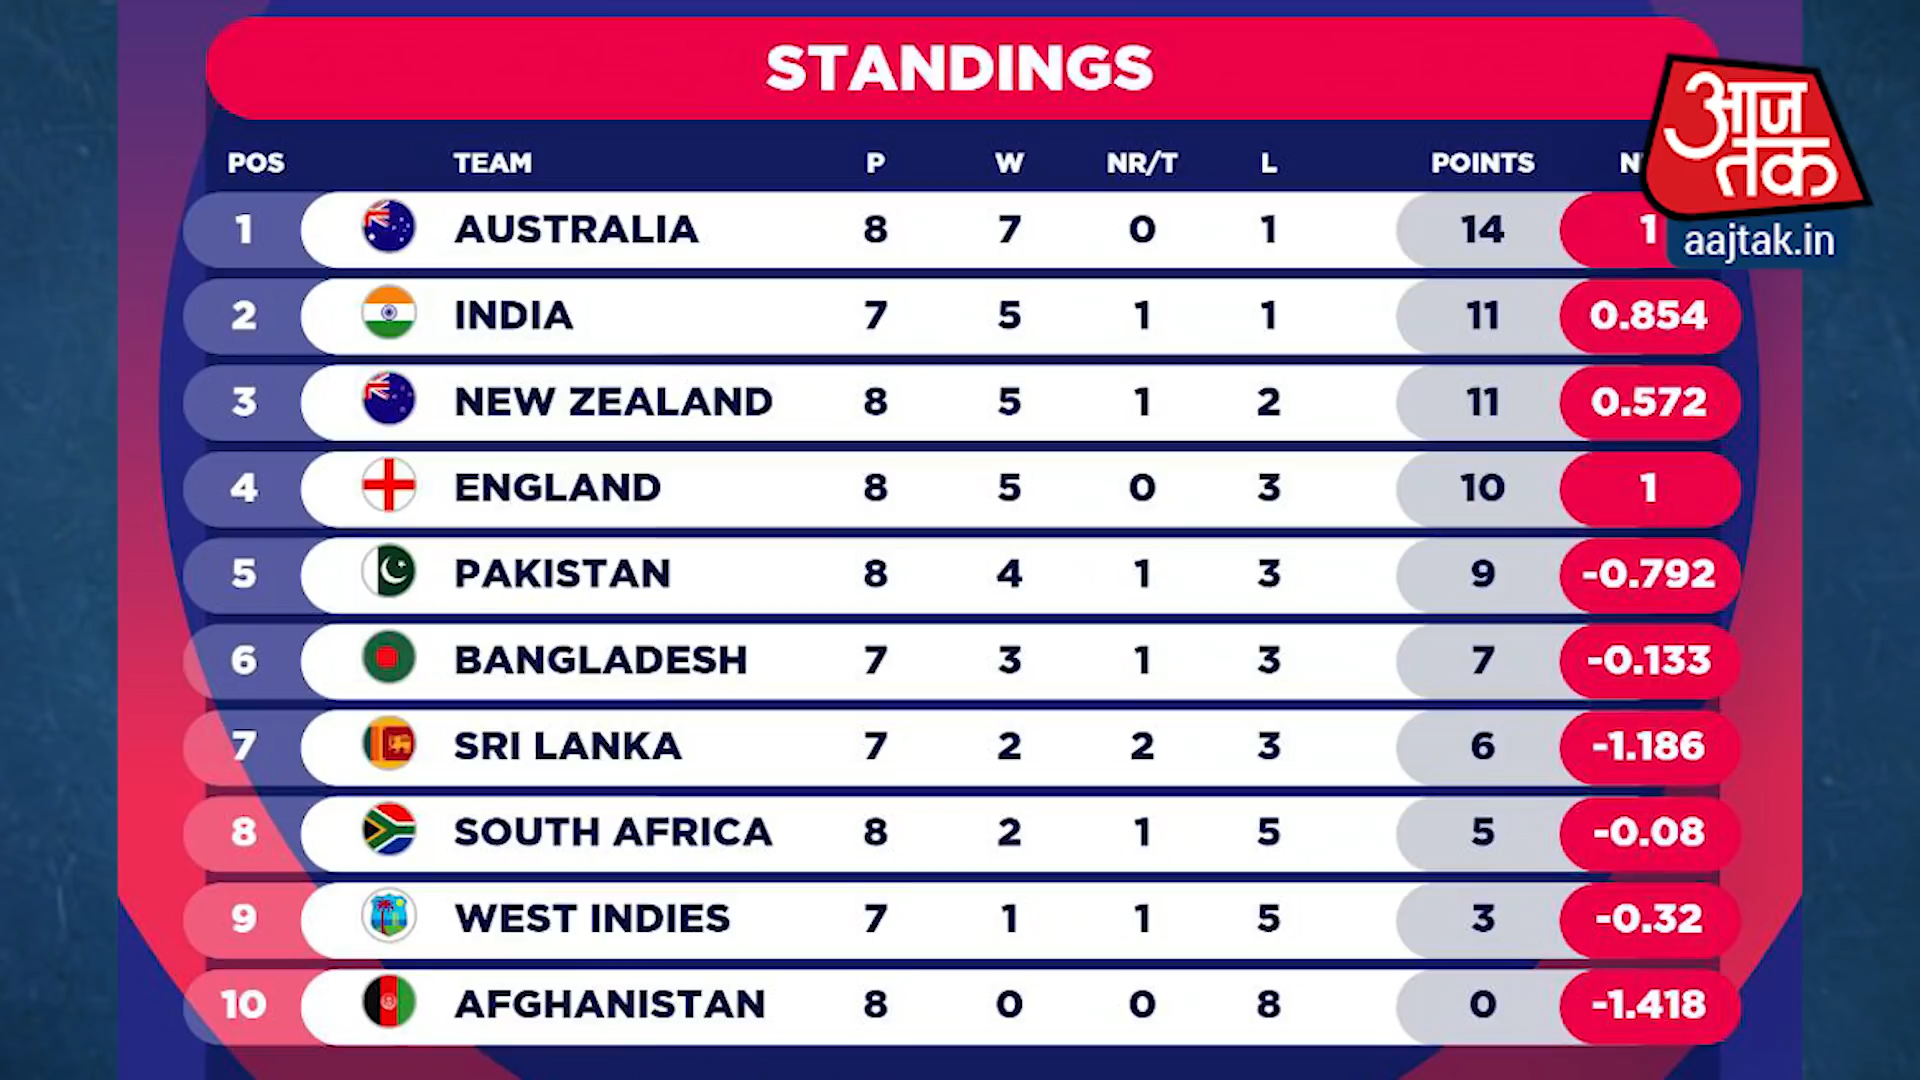 STANDINGS
आज
तक
aajtak.in
POS TEAM P W NR/T L POINTS
1 AUSTRALIA 8 7 0 1 14 1
2 INDIA 7 5 1 1 11 0.854
3 NEW ZEALAND 8 5 1 2 11 0.572
4 ENGLAND 8 5 0 3 10 1
5 PAKISTAN 8 4 1 3 9 -0.792
6 BANGLADESH 7 3 1 3 7 -0.133
7 SRI LANKA 7 2 2 3 6 -1.186
8 SOUTH AFRICA 8 2 1 5 5 -0.08
9 WEST INDIES 7 1 1 5 3 -0.32
10 AFGHANISTAN 8 0 0 8 0 -1.418